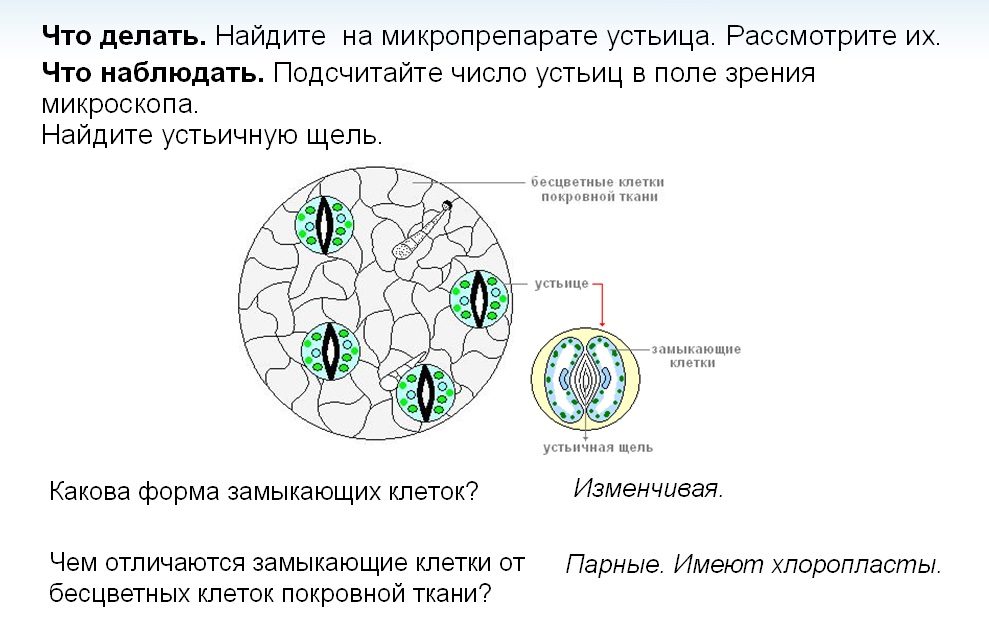 Что делать. Найдите на микропрепарате устьица. Рассмотрите их.
Что наблюдать. Подсчитайте число устьиц в поле зрения
микроскопа.
Найдите устьичную щель.
бесцветные клетки
покровной ткани
устьице
замыкающие
клетки
устьичная щель
Какова форма замыкающих клеток?
Изменчивая.
Чем отличаются замыкающие клетки от
бесцветных клеток покровной ткани?
Парные. Имеют хлоропласты.